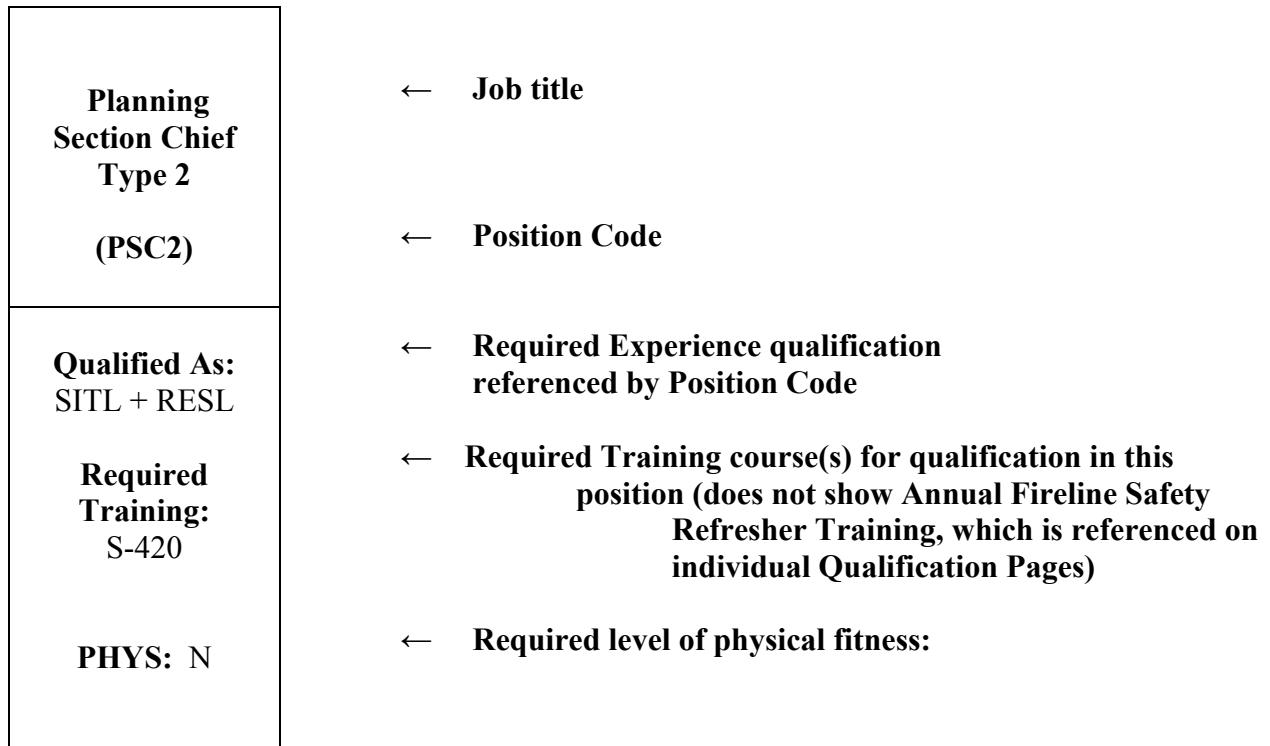 Planning
Section Chief
Type 2
(PSC2)
← Job title
← Position Code
Qualified As:
SITL + RESL
Required
Training:
S-420
PHYS: N
← Required Experience qualification
referenced by Position Code
← Required Training course(s) for qualification in this
position (does not show Annual Fireline Safety
Refresher Training, which is referenced on
individual Qualification Pages)
← Required level of physical fitness: